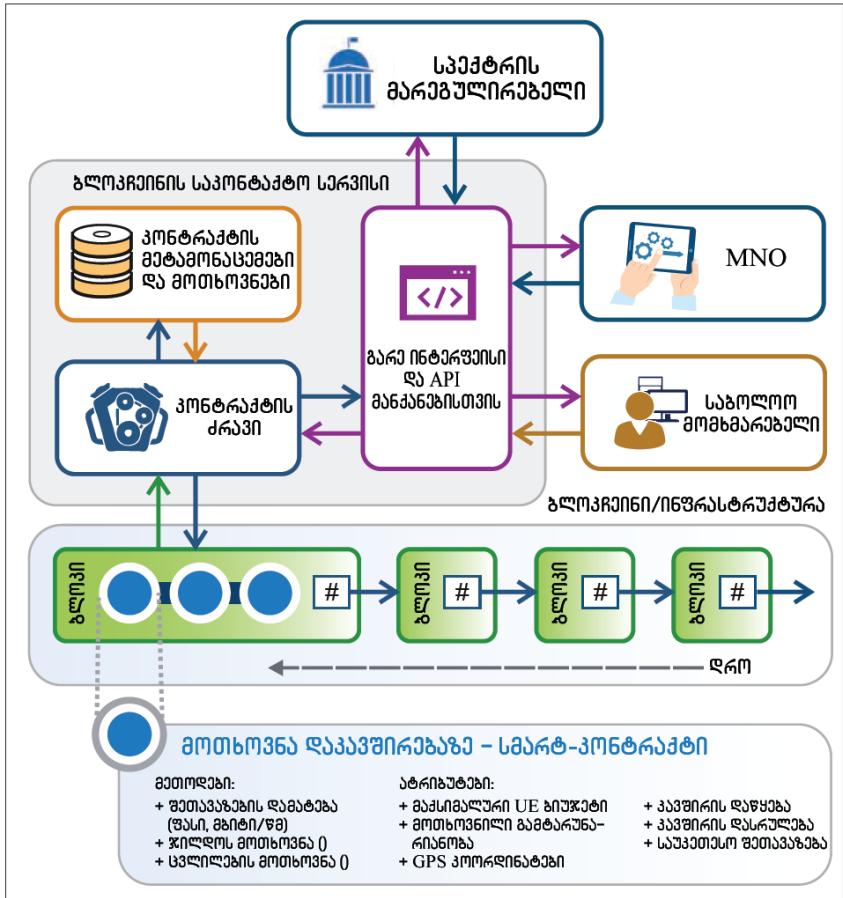 სპექტრის
მარეგულირებელი
ბლოკჩეინის საკონტაქტო სერვისი
კონტრაქტის
მეტამონაცემები
და მოთხოვნები
კონტრაქტის
ძრავი
გარე ინტერფეისი
და API
მანქანებისთვის
MNO
საბოლოო
მომხმარებელი
ბლოკჩეინი/ინფრასტრუქტურა
ბლოკი
#
ბლოკი
#
ბლოკი
#
ბლოკი
#
დრო
მოთხოვნა დაკავშირებაზე – სმარტ-კონტრაქტი
მეთოდები:
+ შეთავაზების დამატება
(ფასი, მბიტი/წმ)
+ ჯილდოს მოთხოვნა ()
+ ცვლილების მოთხოვნა ()
ატრიბუტები:
+ მაქსიმალური UE ბიუჯეტი
+ მოთხოვნილი გამტარუნა-
რიანობა
+ GPS კოორდინატები
+ კავშირის დაწყება
+ კავშირის დასრულება
+ საუკეთესო შეთავაზება